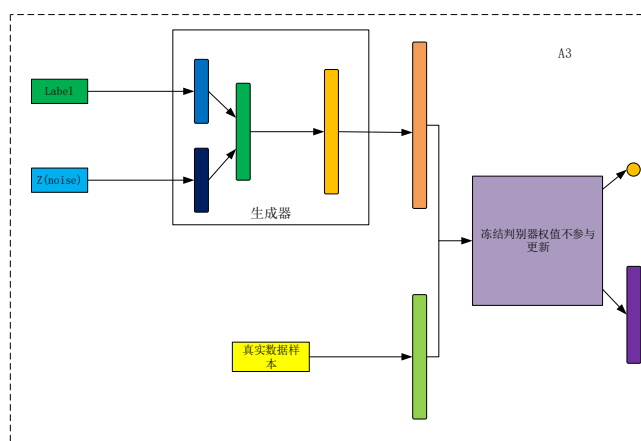 A3
Label
Z(noise)
生成器
冻结判别器权值不参与
更新
真实数据样
本